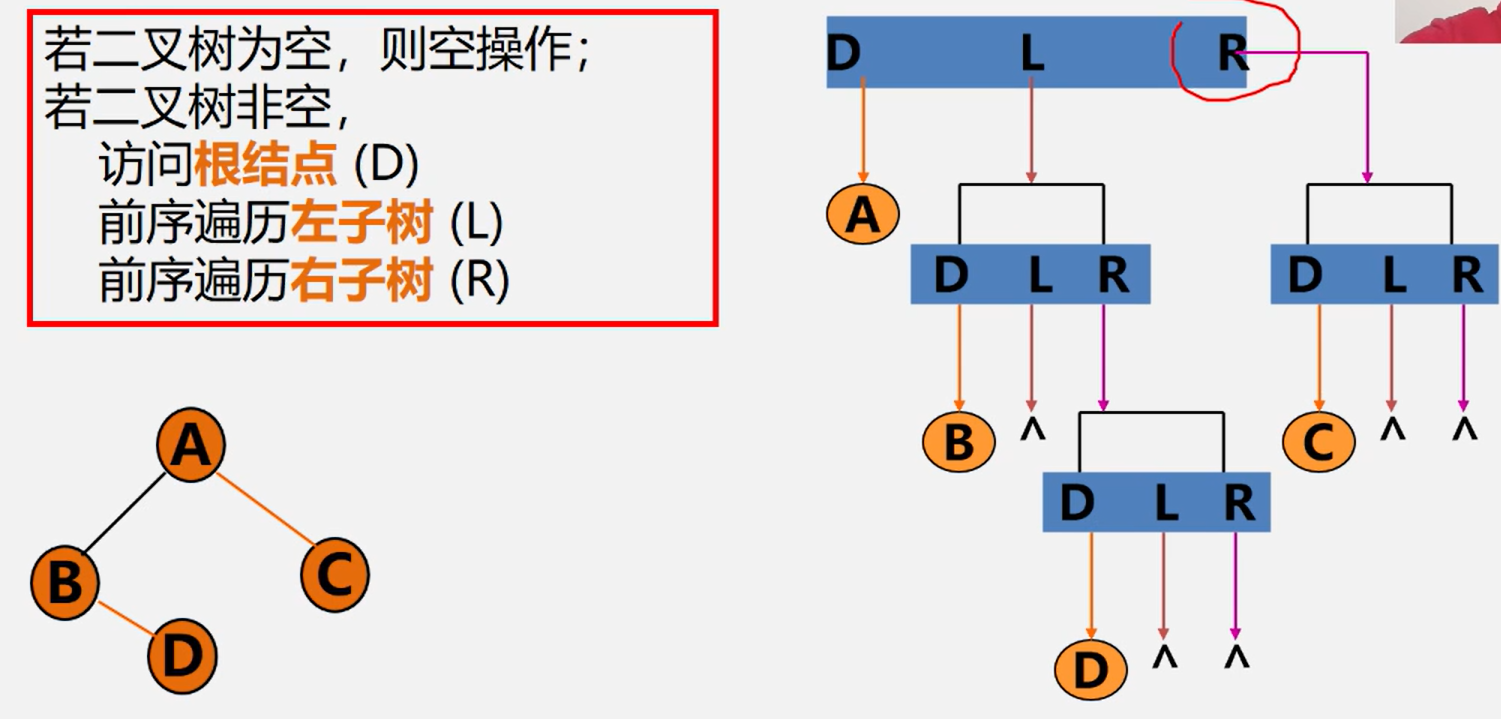 若二叉树为空，则空操作；
若二叉树非空，
访问根结点 (D)
前序遍历左子树 (L)
前序遍历右子树 (R)
D L R
A
D L R
D L R
B ^
C ^ ^
D L R
D ^ ^
A
B
C
D